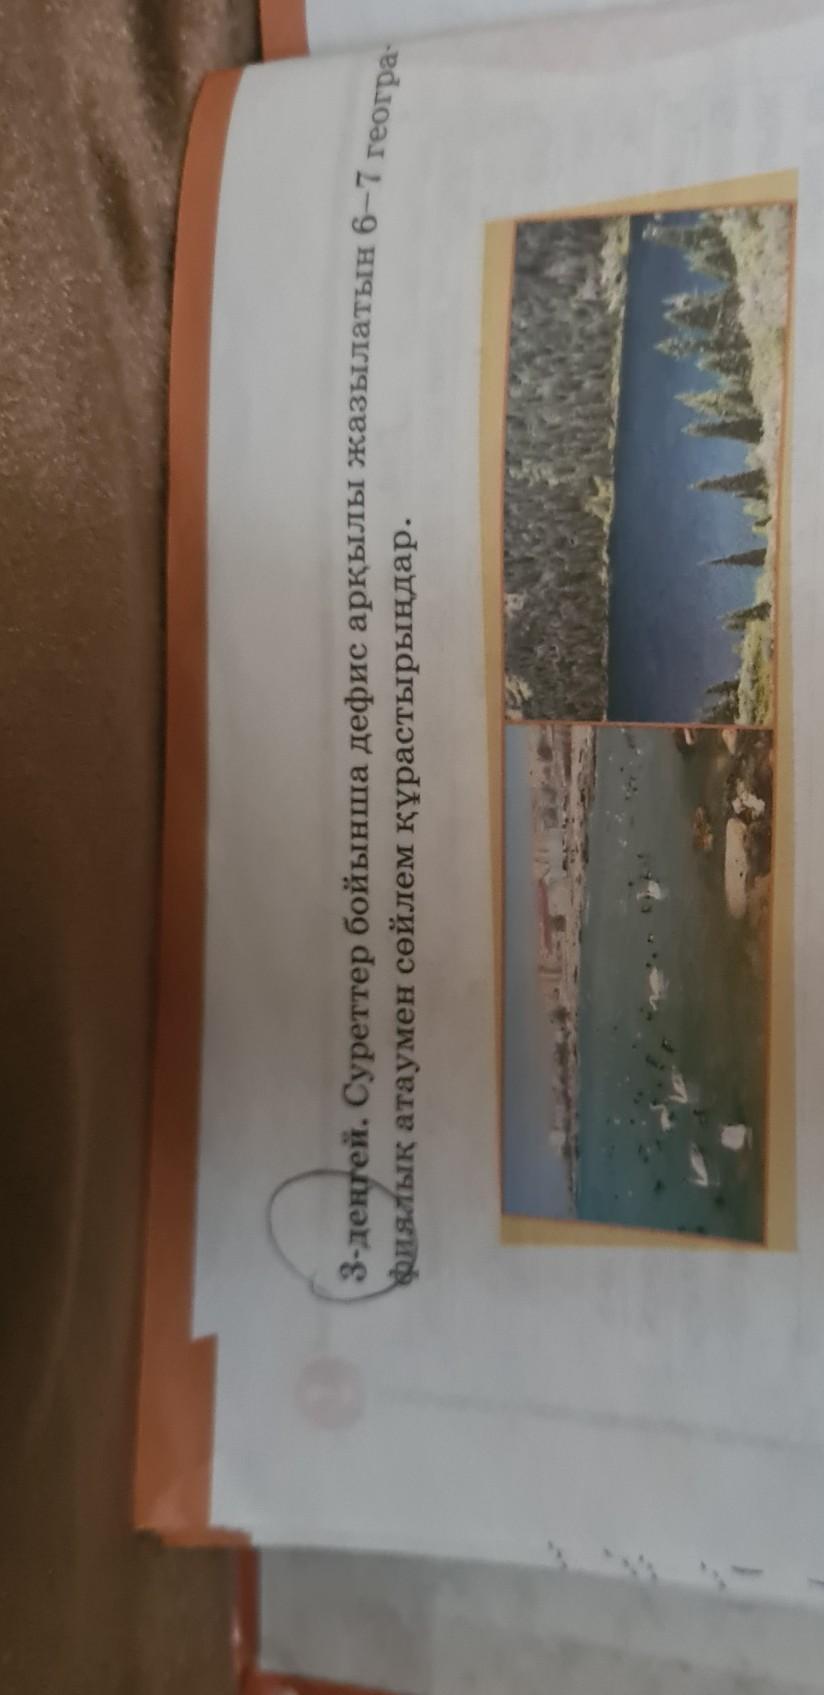 3-деңгей. Суреттер бойынша дефис арқылы жазылатын 6–7 геогра-
фиялық атаумен сөйлем құрастырыңдар.